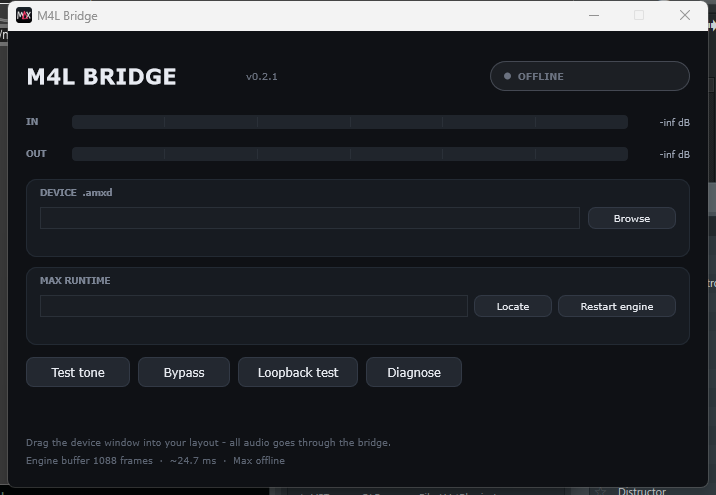 M4L Bridge
M4L BRIDGE v0.2.1 OFFLINE
IN -inf dB
OUT -inf dB
DEVICE .amxd
Browse
MAX RUNTIME
Locate Restart engine
Test tone Bypass Loopback test Diagnose
Drag the device window into your layout - all audio goes through the bridge.
Engine buffer 1088 frames · ~24.7 ms · Max offline
Distructor